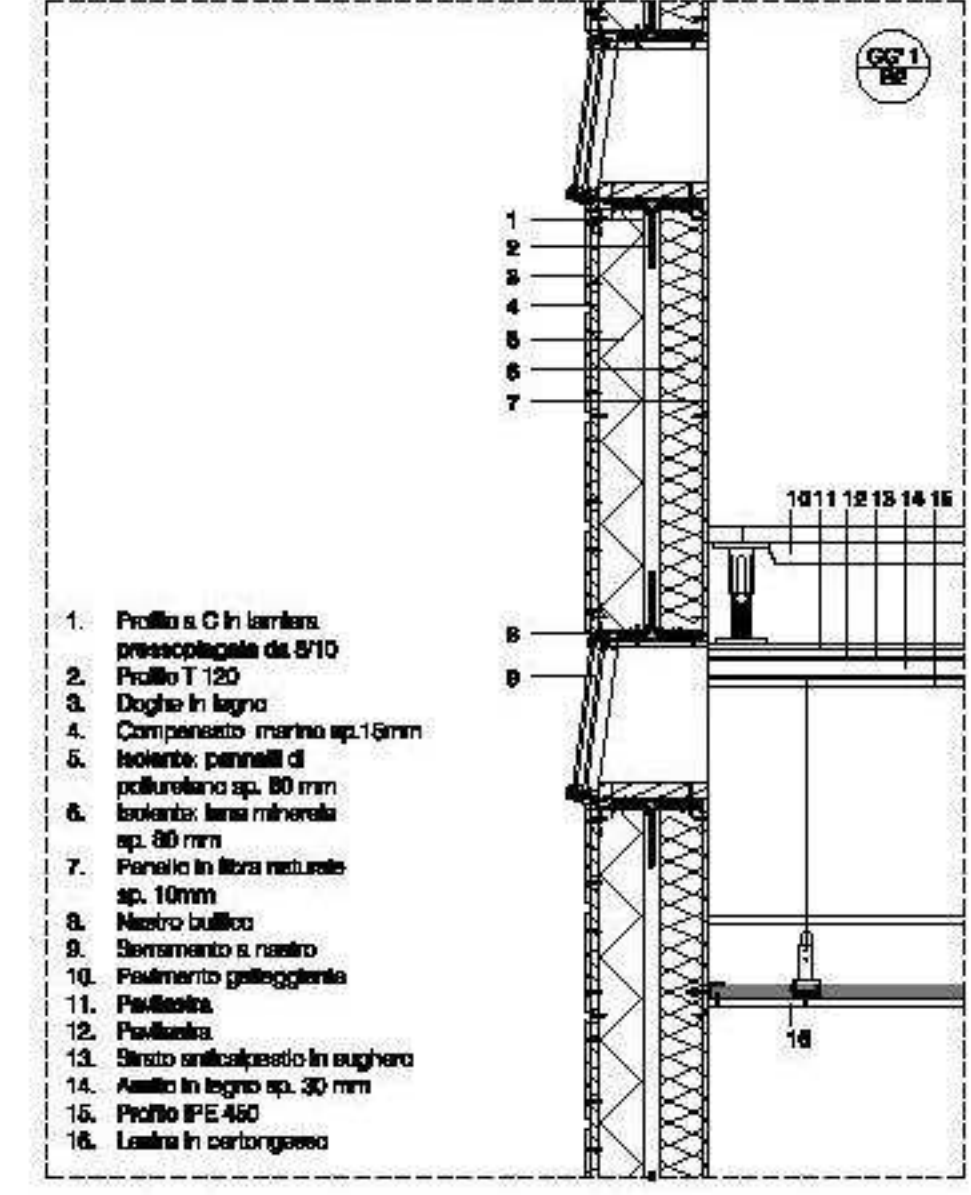 GG' 1
B2
1
2
3
4
5
6
7
10 11 12 13 14 15
8
9
16
1. Profilo a C in lamiera
pressopiegata da 8/10
2. Profilo T 120
3. Doghe in legno
4. Compensato marino sp.15mm
5. Isolante: pannelli di
poliuretano sp. 80 mm
6. Isolante: lana minerale
sp. 80 mm
7. Panello in fibra naturale
sp. 10mm
8. Nastro butilico
9. Serramento a nastro
10. Pavimento galleggiante
11. Pavilastra
12. Pavilastra
13. Strato anticalpestio in sughero
14. Assito in legno sp. 30 mm
15. Profilo IPE 450
16. Lastra in cartongesso